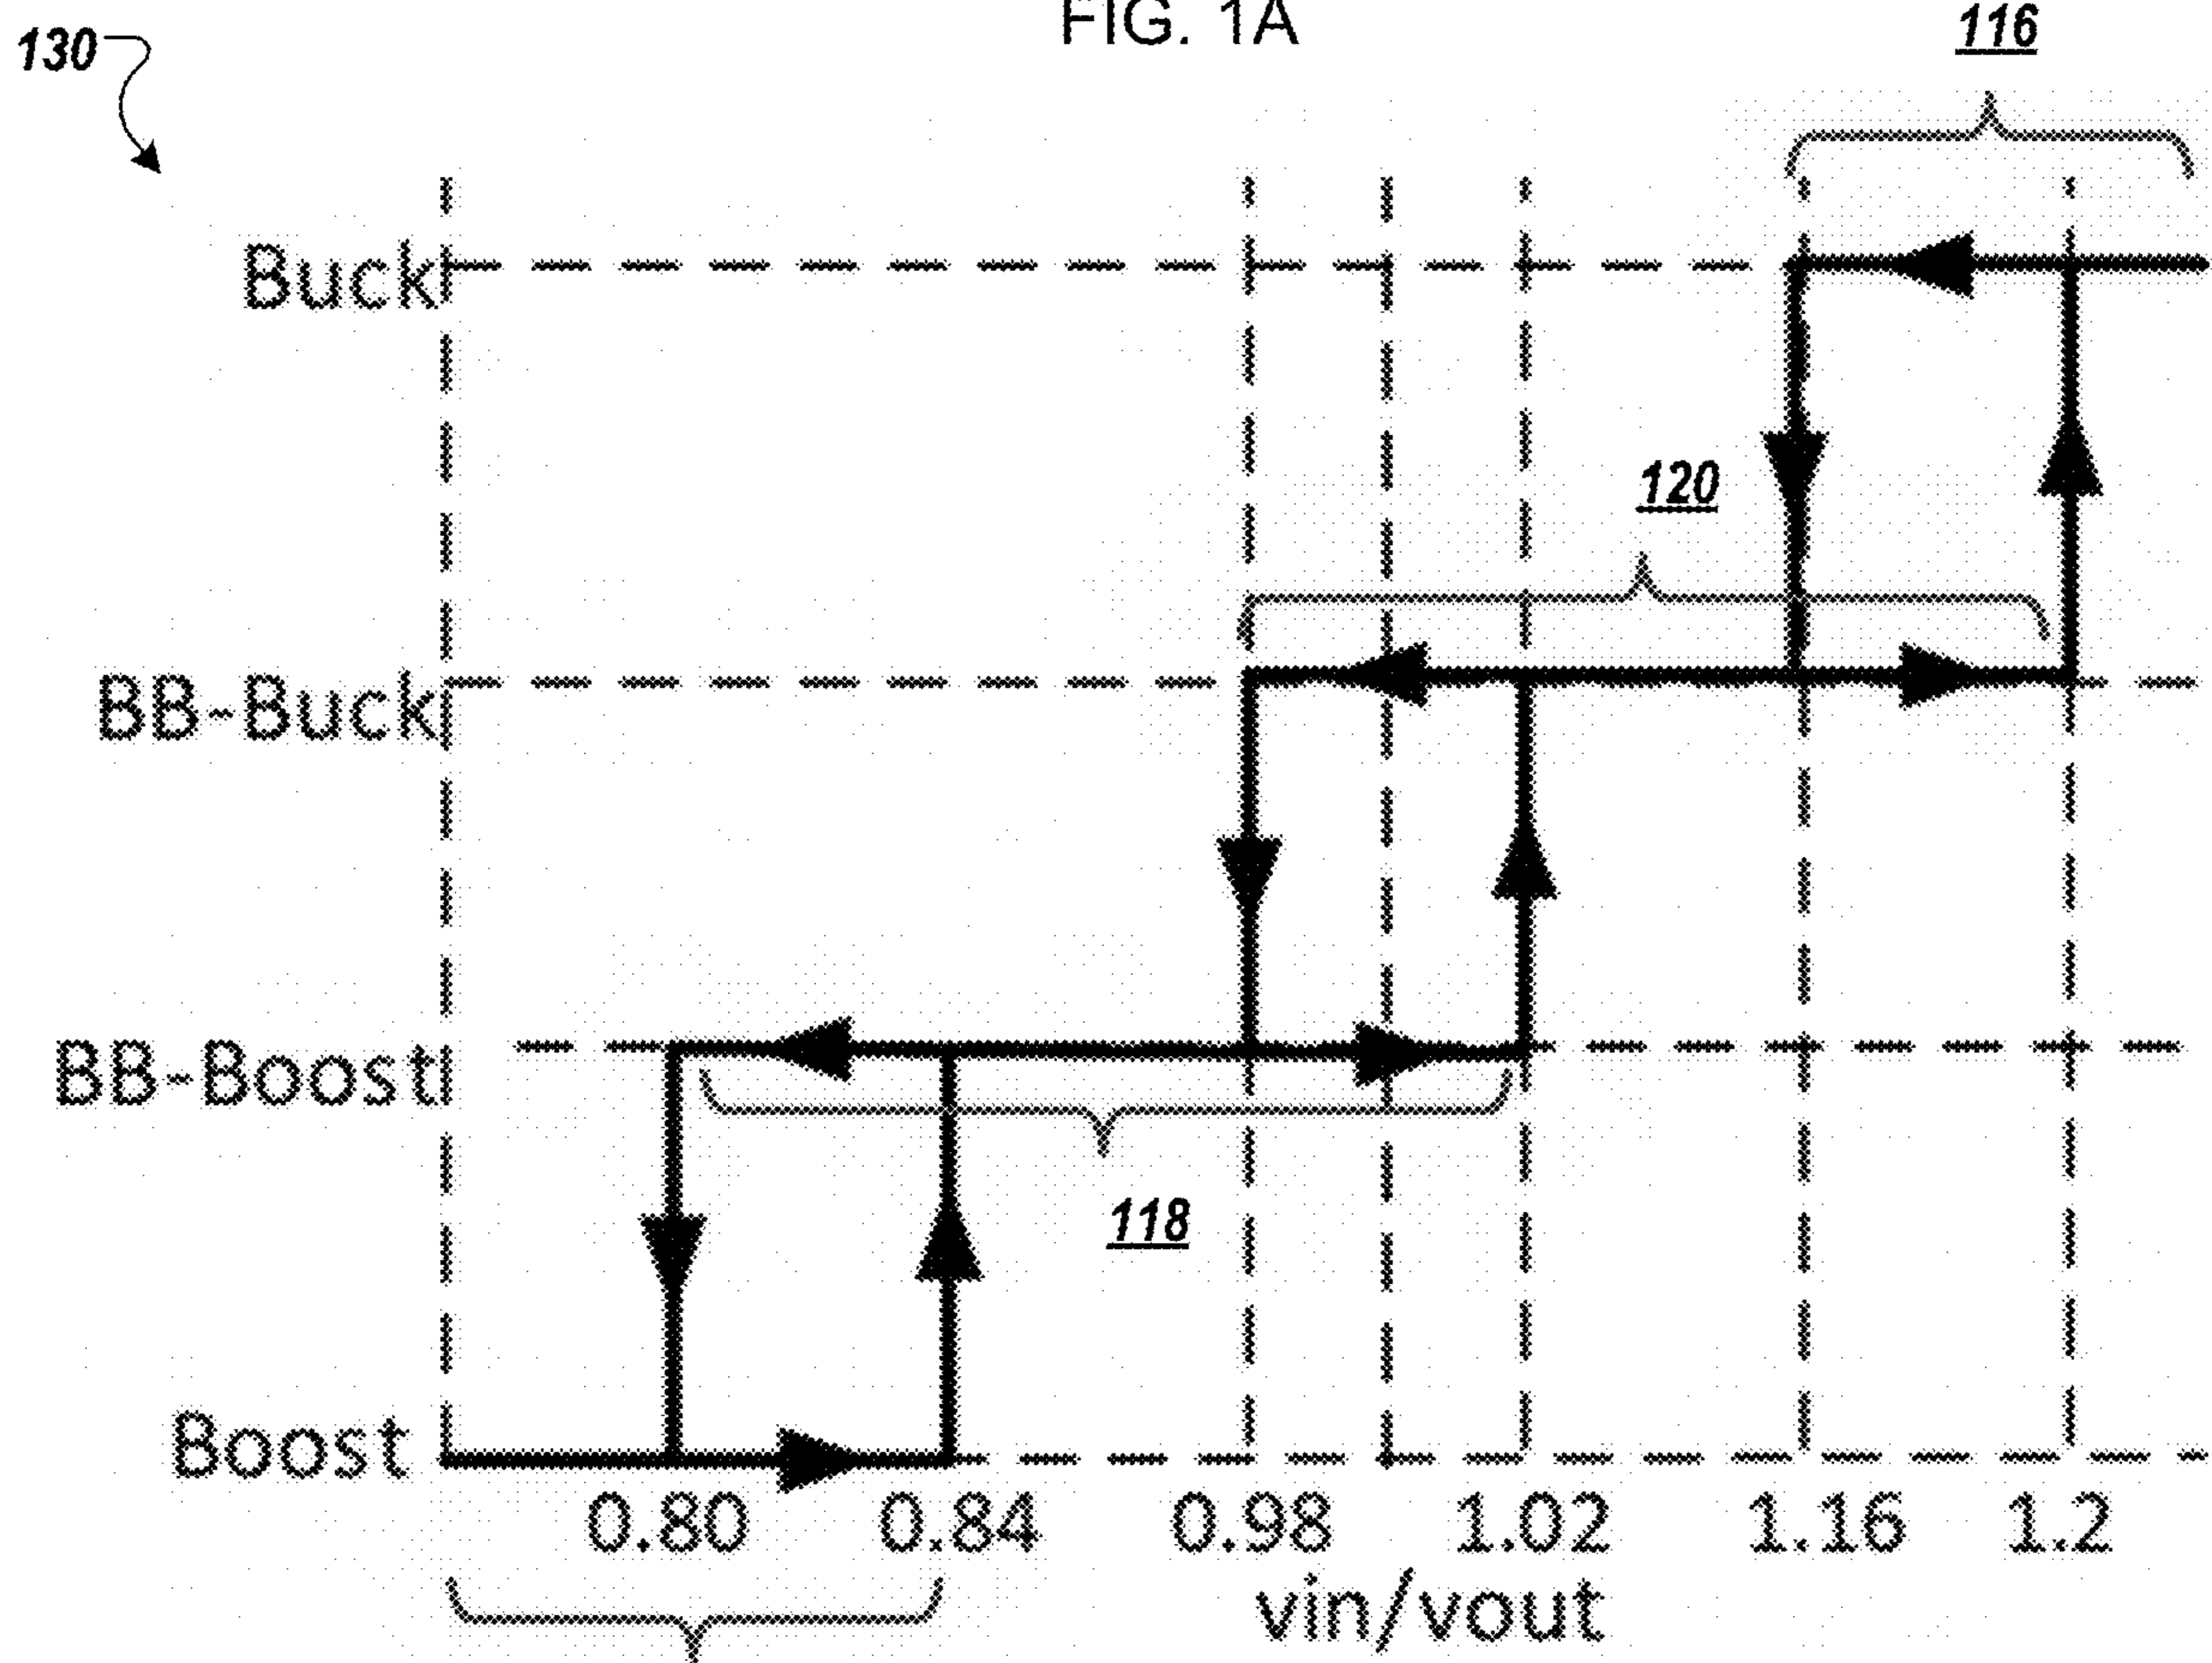 FIG. 1A
130
116
Buck
120
BB-Buck
BB-Boost
118
Boost
0.80 0.84 0.98 1.02 1.16 1.2
vin/vout